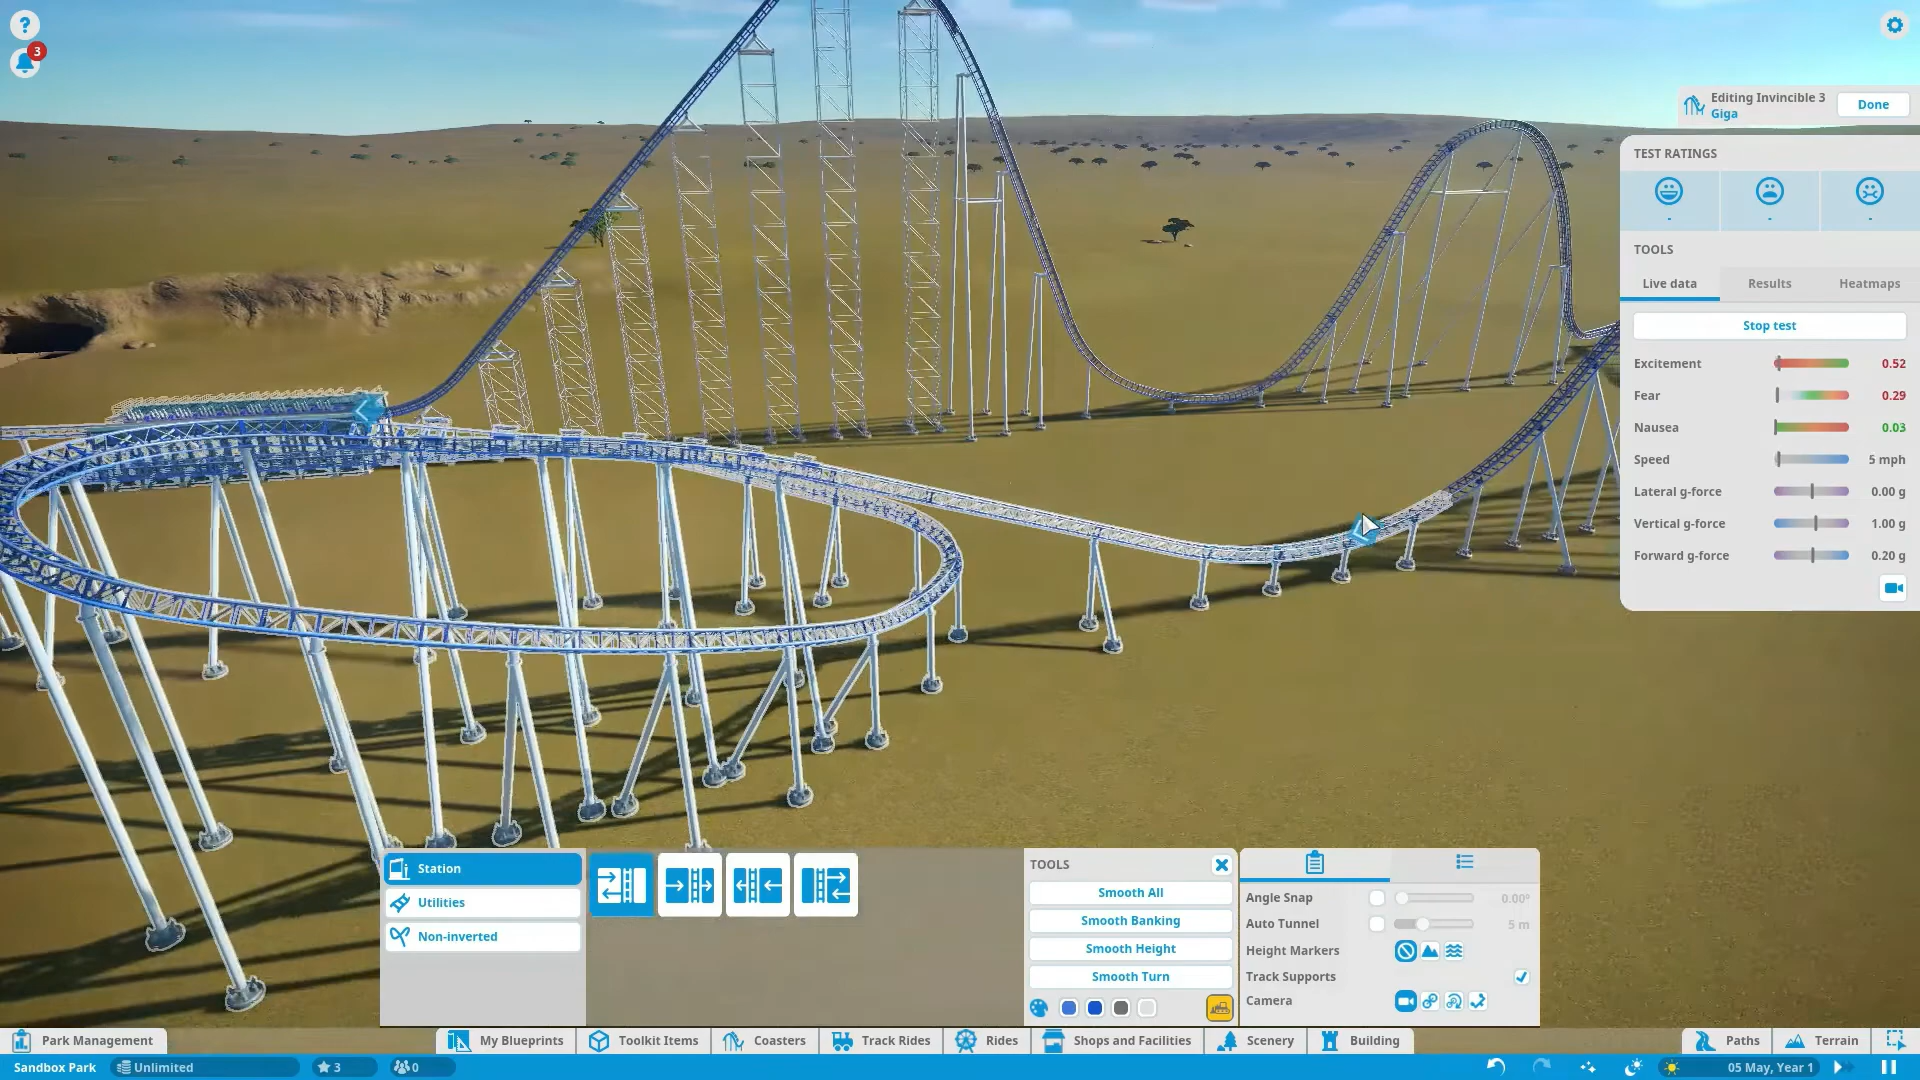 ?
3
Editing Invincible 3
Giga
Done
TEST RATINGS
- - -
TOOLS
Live data Results Heatmaps
Stop test
Excitement 0.52
Fear 0.29
Nausea 0.03
Speed 5 mph
Lateral g-force 0.00 g
Vertical g-force 1.00 g
Forward g-force 0.20 g
Station
Utilities
Non-inverted
TOOLS
Smooth All
Smooth Banking
Smooth Height
Smooth Turn
Angle Snap 0.00°
Auto Tunnel 5 m
Height Markers
Track Supports
Camera
Park Management My Blueprints Toolkit Items Coasters Track Rides Rides Shops and Facilities Scenery Building Paths Terrain
Sandbox Park Unlimited 3 0 05 May, Year 1